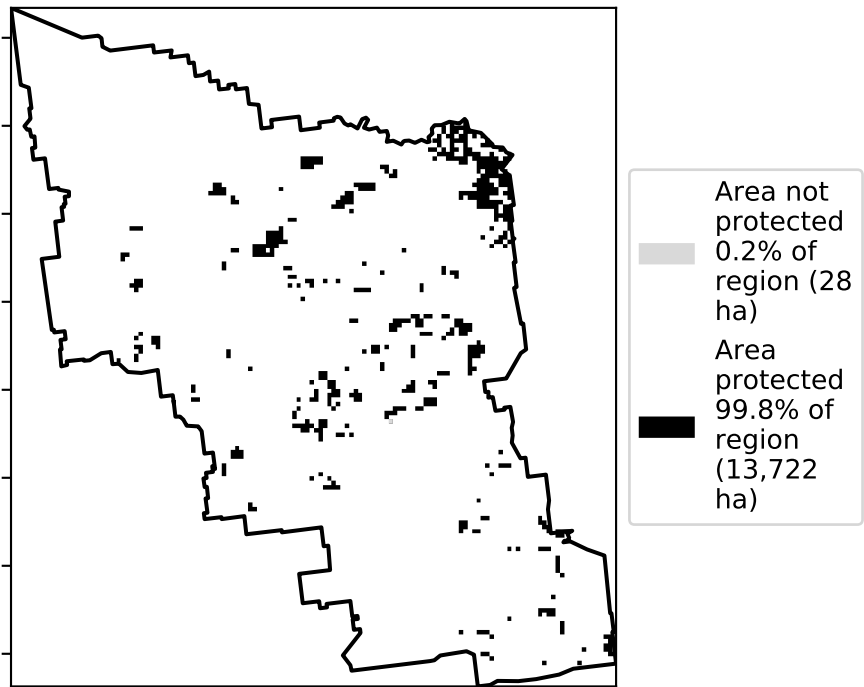 Area not
protected
0.2% of
region (28
ha)
Area
protected
99.8% of
region
(13,722
ha)